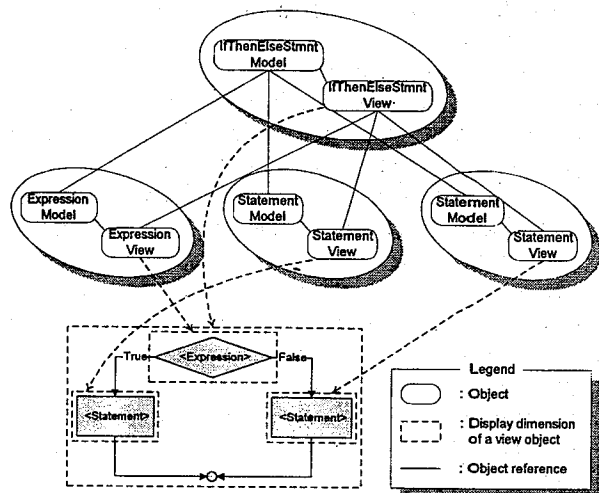 IfThenElseStmnt
Model
IfThenElseStmnt
View
Expression
Model
Expression
View
Statement
Model
Statement
View
Statement
Model
Statement
View
True
<Expression>
False
<Statement>
<Statement>
Legend
: Object
: Display dimension
of a view object
: Object reference